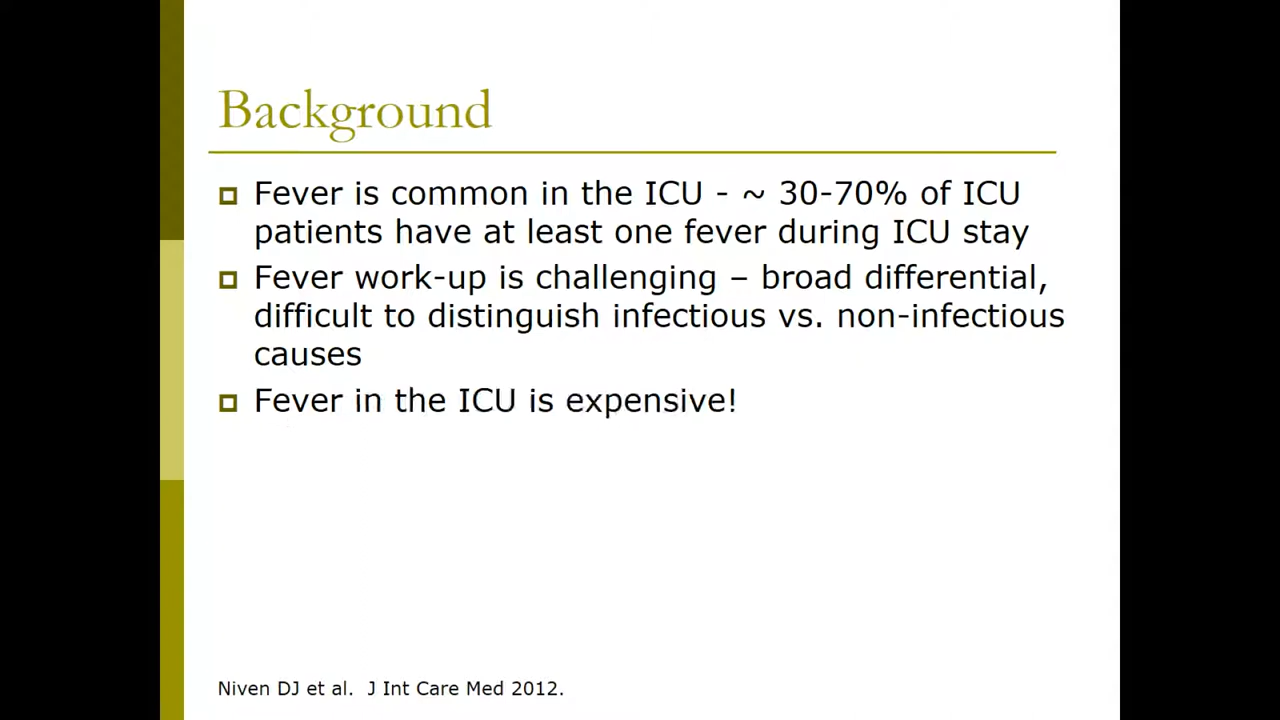 Background
Fever is common in the ICU - ~ 30-70% of ICU
patients have at least one fever during ICU stay
Fever work-up is challenging – broad differential,
difficult to distinguish infectious vs. non-infectious
causes
Fever in the ICU is expensive!
Niven DJ et al.  J Int Care Med 2012.